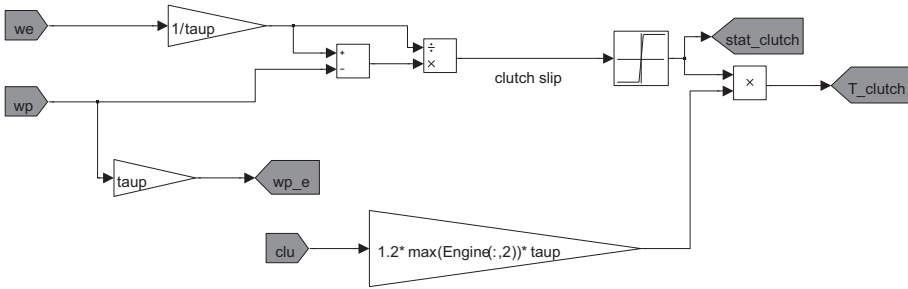 we
1/taup
+
-
÷
×
clutch slip
stat_clutch
×
T_clutch
wp
taup
wp_e
clu
1.2* max(Engine(:,2))* taup